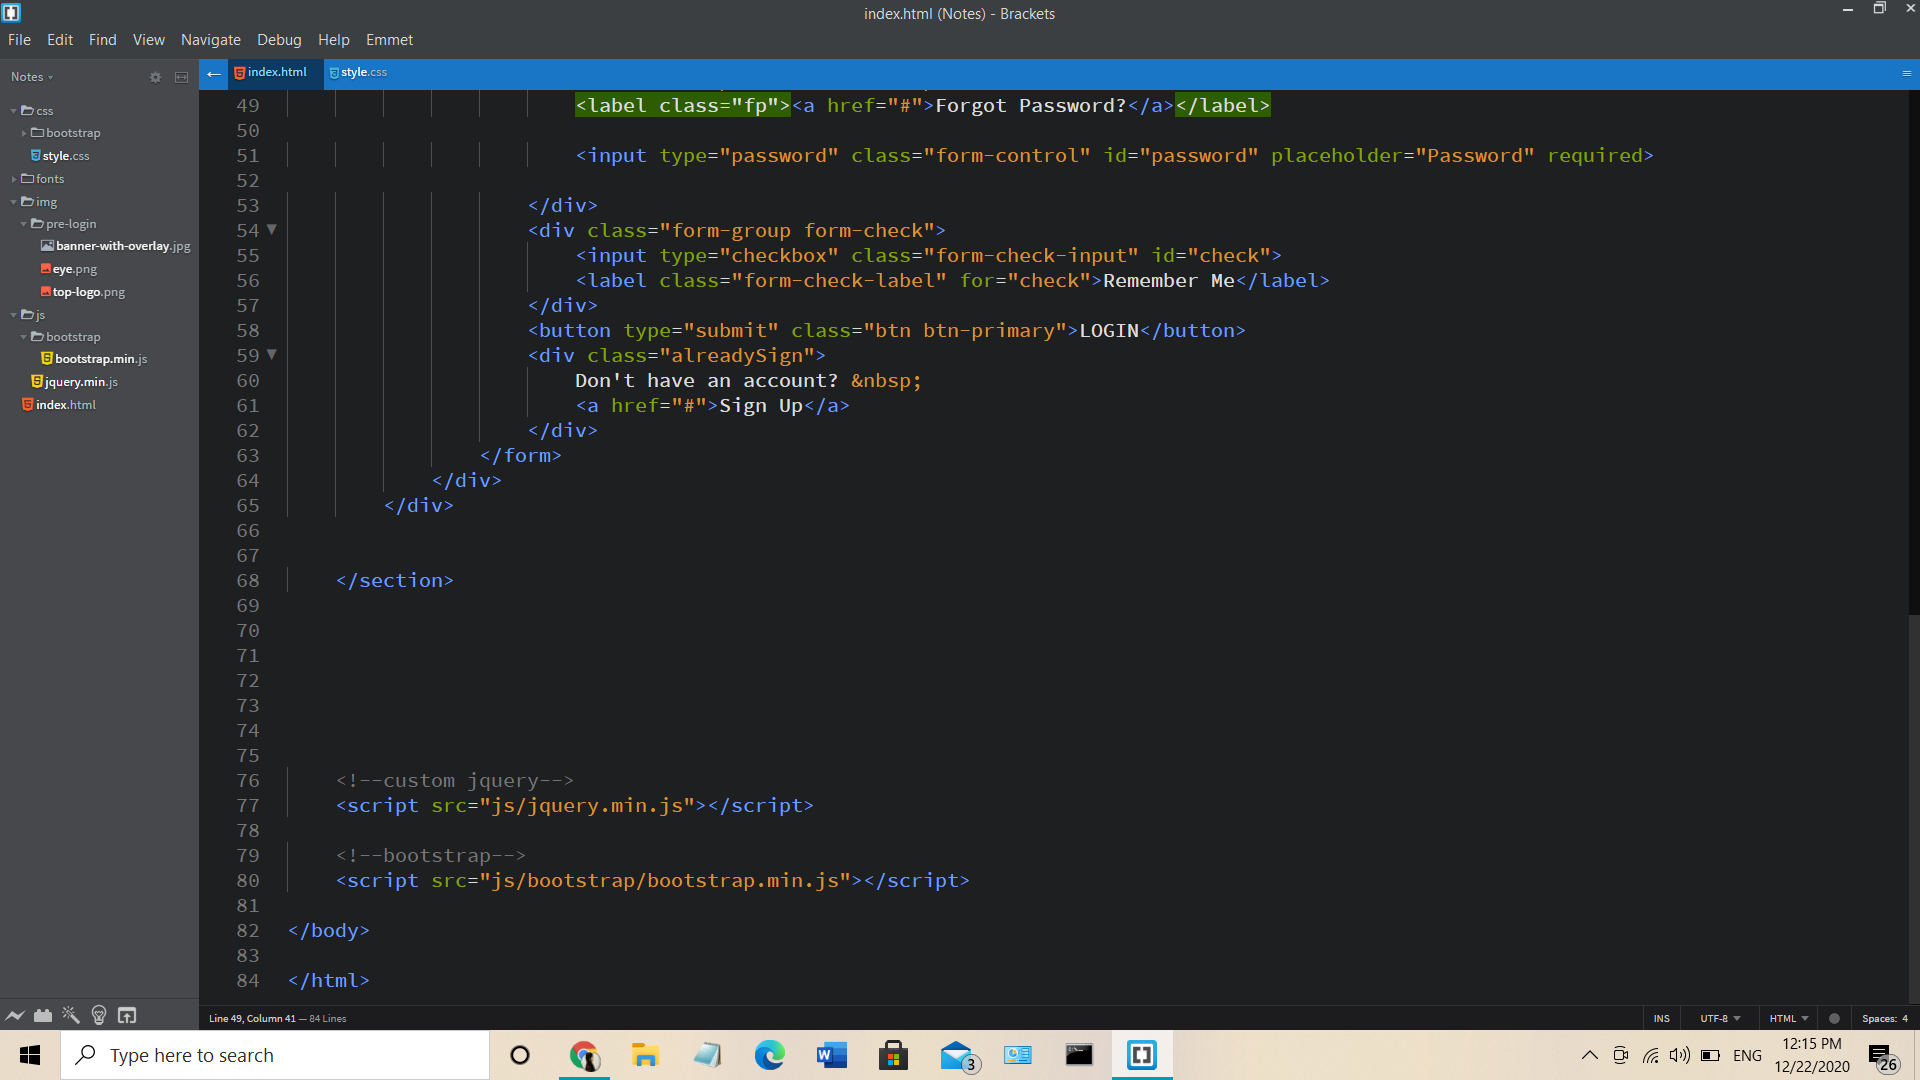 index.html (Notes) - Brackets
File Edit Find View Navigate Debug Help Emmet
Notes
index.html style.css
css
bootstrap
style.css
fonts
img
pre-login
banner-with-overlay.jpg
eye.png
top-logo.png
js
bootstrap
bootstrap.min.js
jquery.min.js
index.html
49 <label class="fp"><a href="#">Forgot Password?</a></label>
50
51 <input type="password" class="form-control" id="password" placeholder="Password" required>
52
53 </div>
54 <div class="form-group form-check">
55 <input type="checkbox" class="form-check-input" id="check">
56 <label class="form-check-label" for="check">Remember Me</label>
57 </div>
58 <button type="submit" class="btn btn-primary">LOGIN</button>
59 <div class="alreadySign">
60 Don't have an account? &nbsp;
61 <a href="#">Sign Up</a>
62 </div>
63 </form>
64 </div>
65 </div>
66
67
68 </section>
69
70
71
72
73
74
75
76 <!--custom jquery-->
77 <script src="js/jquery.min.js"></script>
78
79 <!--bootstrap-->
80 <script src="js/bootstrap/bootstrap.min.js"></script>
81
82 </body>
83
84 </html>
Line 49, Column 41 — 84 Lines
INS UTF-8 HTML Spaces: 4
Type here to search
3
ENG
12:15 PM
12/22/2020
26